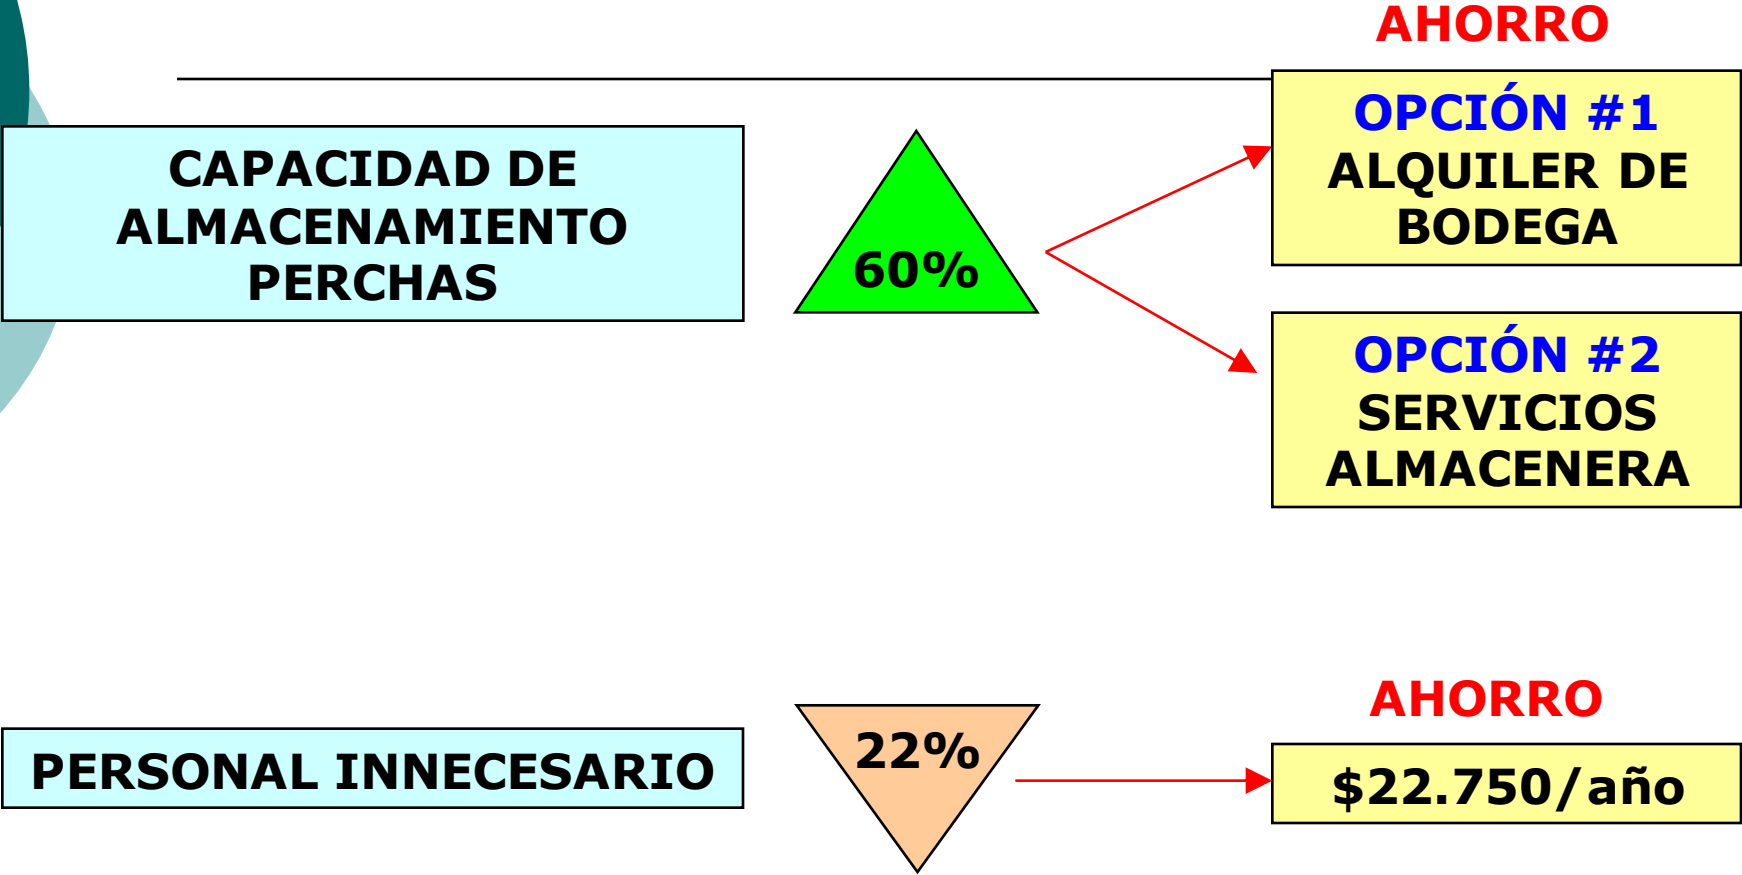 AHORRO
CAPACIDAD DE
ALMACENAMIENTO
PERCHAS
60%
OPCIÓN #1
ALQUILER DE
BODEGA
OPCIÓN #2
SERVICIOS
ALMACENERA
PERSONAL INNECESARIO
22%
AHORRO
$22.750/año